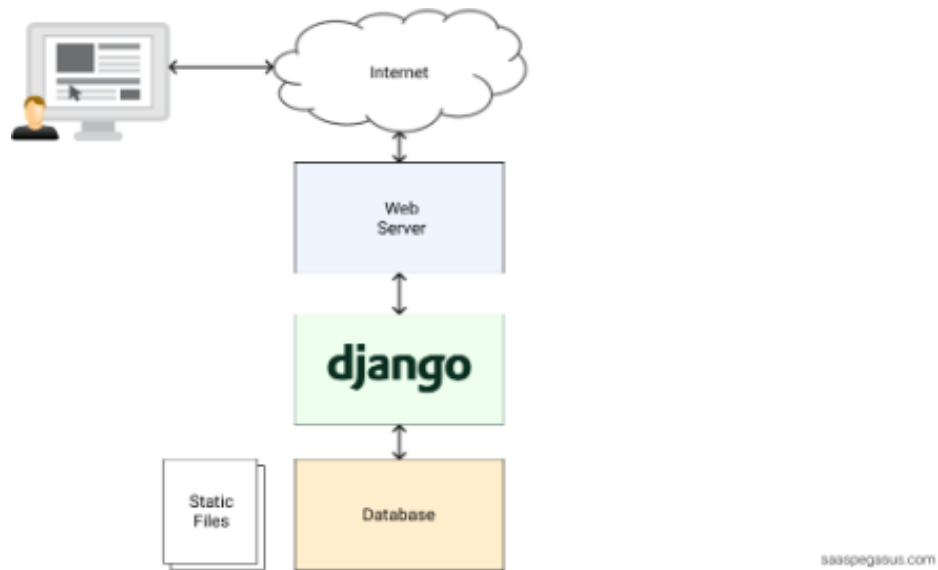 Internet
Web
Server
django
Static
Files
Database
saaspegasus.com